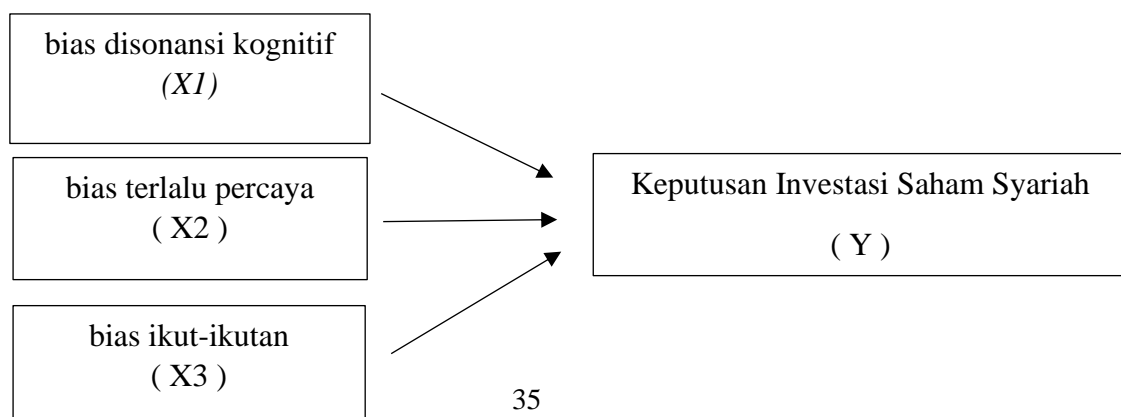 bias disonansi kognitif
(X1)
bias terlalu percaya
( X2 )
bias ikut-ikutan
( X3 )
Keputusan Investasi Saham Syariah
( Y )
35